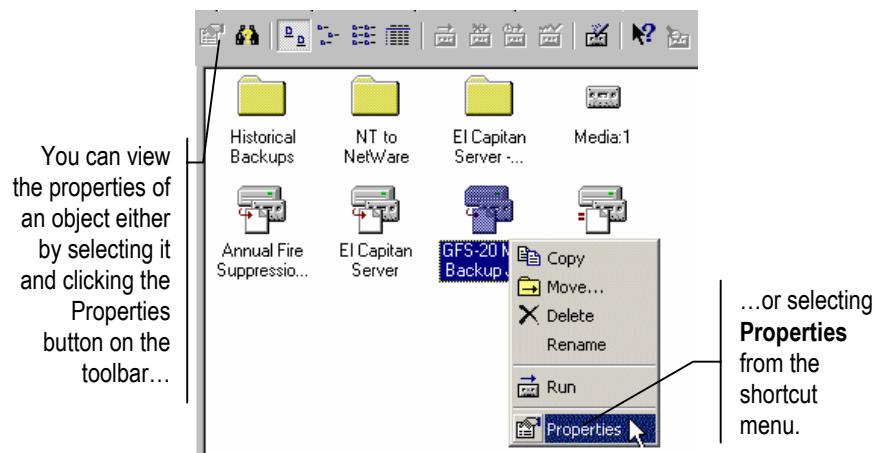 Historical
Backups
NT to
NetWare
El Capitan
Server -...
Media:1
You can view
the properties of
an object either
by selecting it
and clicking the
Properties
button on the
toolbar…
Annual Fire
Suppressio...
El Capitan
Server
GFS-20
Backup
Copy
Move...
Delete
Rename
Run
Properties
…or selecting
Properties
from the
shortcut
menu.